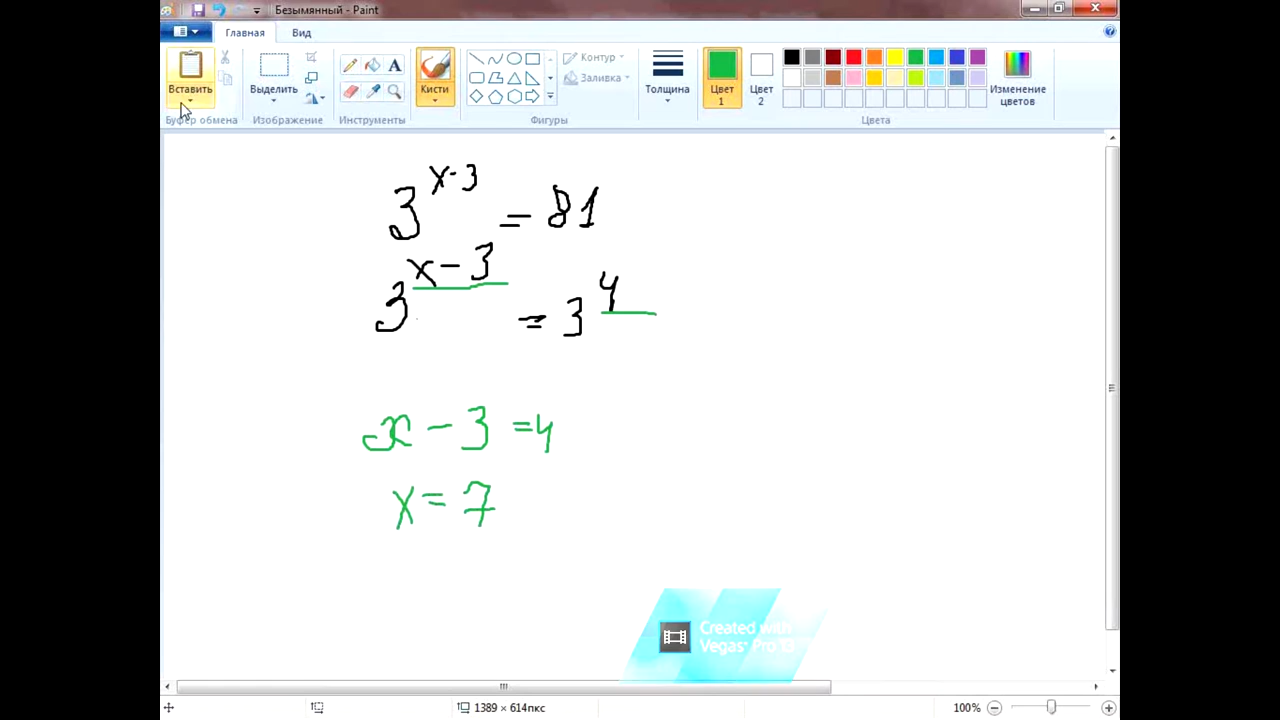 Безымянный - Paint
Главная Вид
Вставить Выделить Кисти Контур Заливка Толщина Цвет 1 Цвет 2 Изменение цветов
Буфер обмена Изображение Инструменты Фигуры Цвета
3^{x-3} = 81
3^{x-3} = 3^4
x - 3 = 4
x = 7
Created with
Vegas Pro
1389 × 614пкс 100%